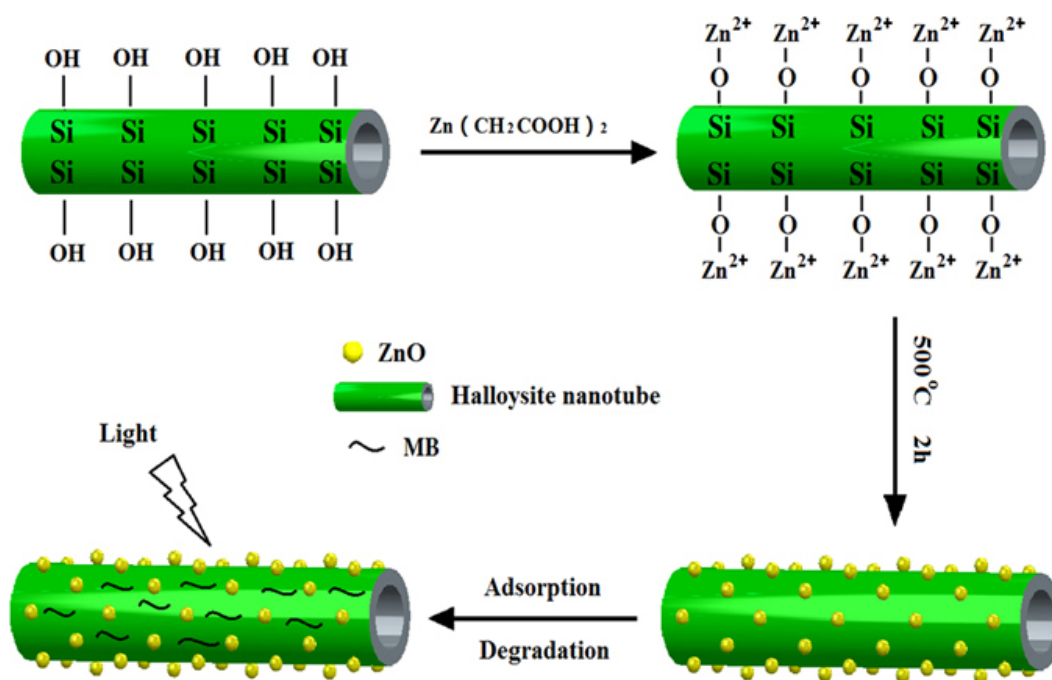 OH OH OH OH OH
Si Si Si Si Si
Si Si Si Si Si
OH OH OH OH OH
Zn ( CH2COOH ) 2
Zn2+ Zn2+ Zn2+ Zn2+ Zn2+
O O O O O
Si Si Si Si Si
Si Si Si Si Si
O O O O O
Zn2+ Zn2+ Zn2+ Zn2+ Zn2+
500°C 2h
ZnO
Halloysite nanotube
MB
Light
Adsorption
Degradation